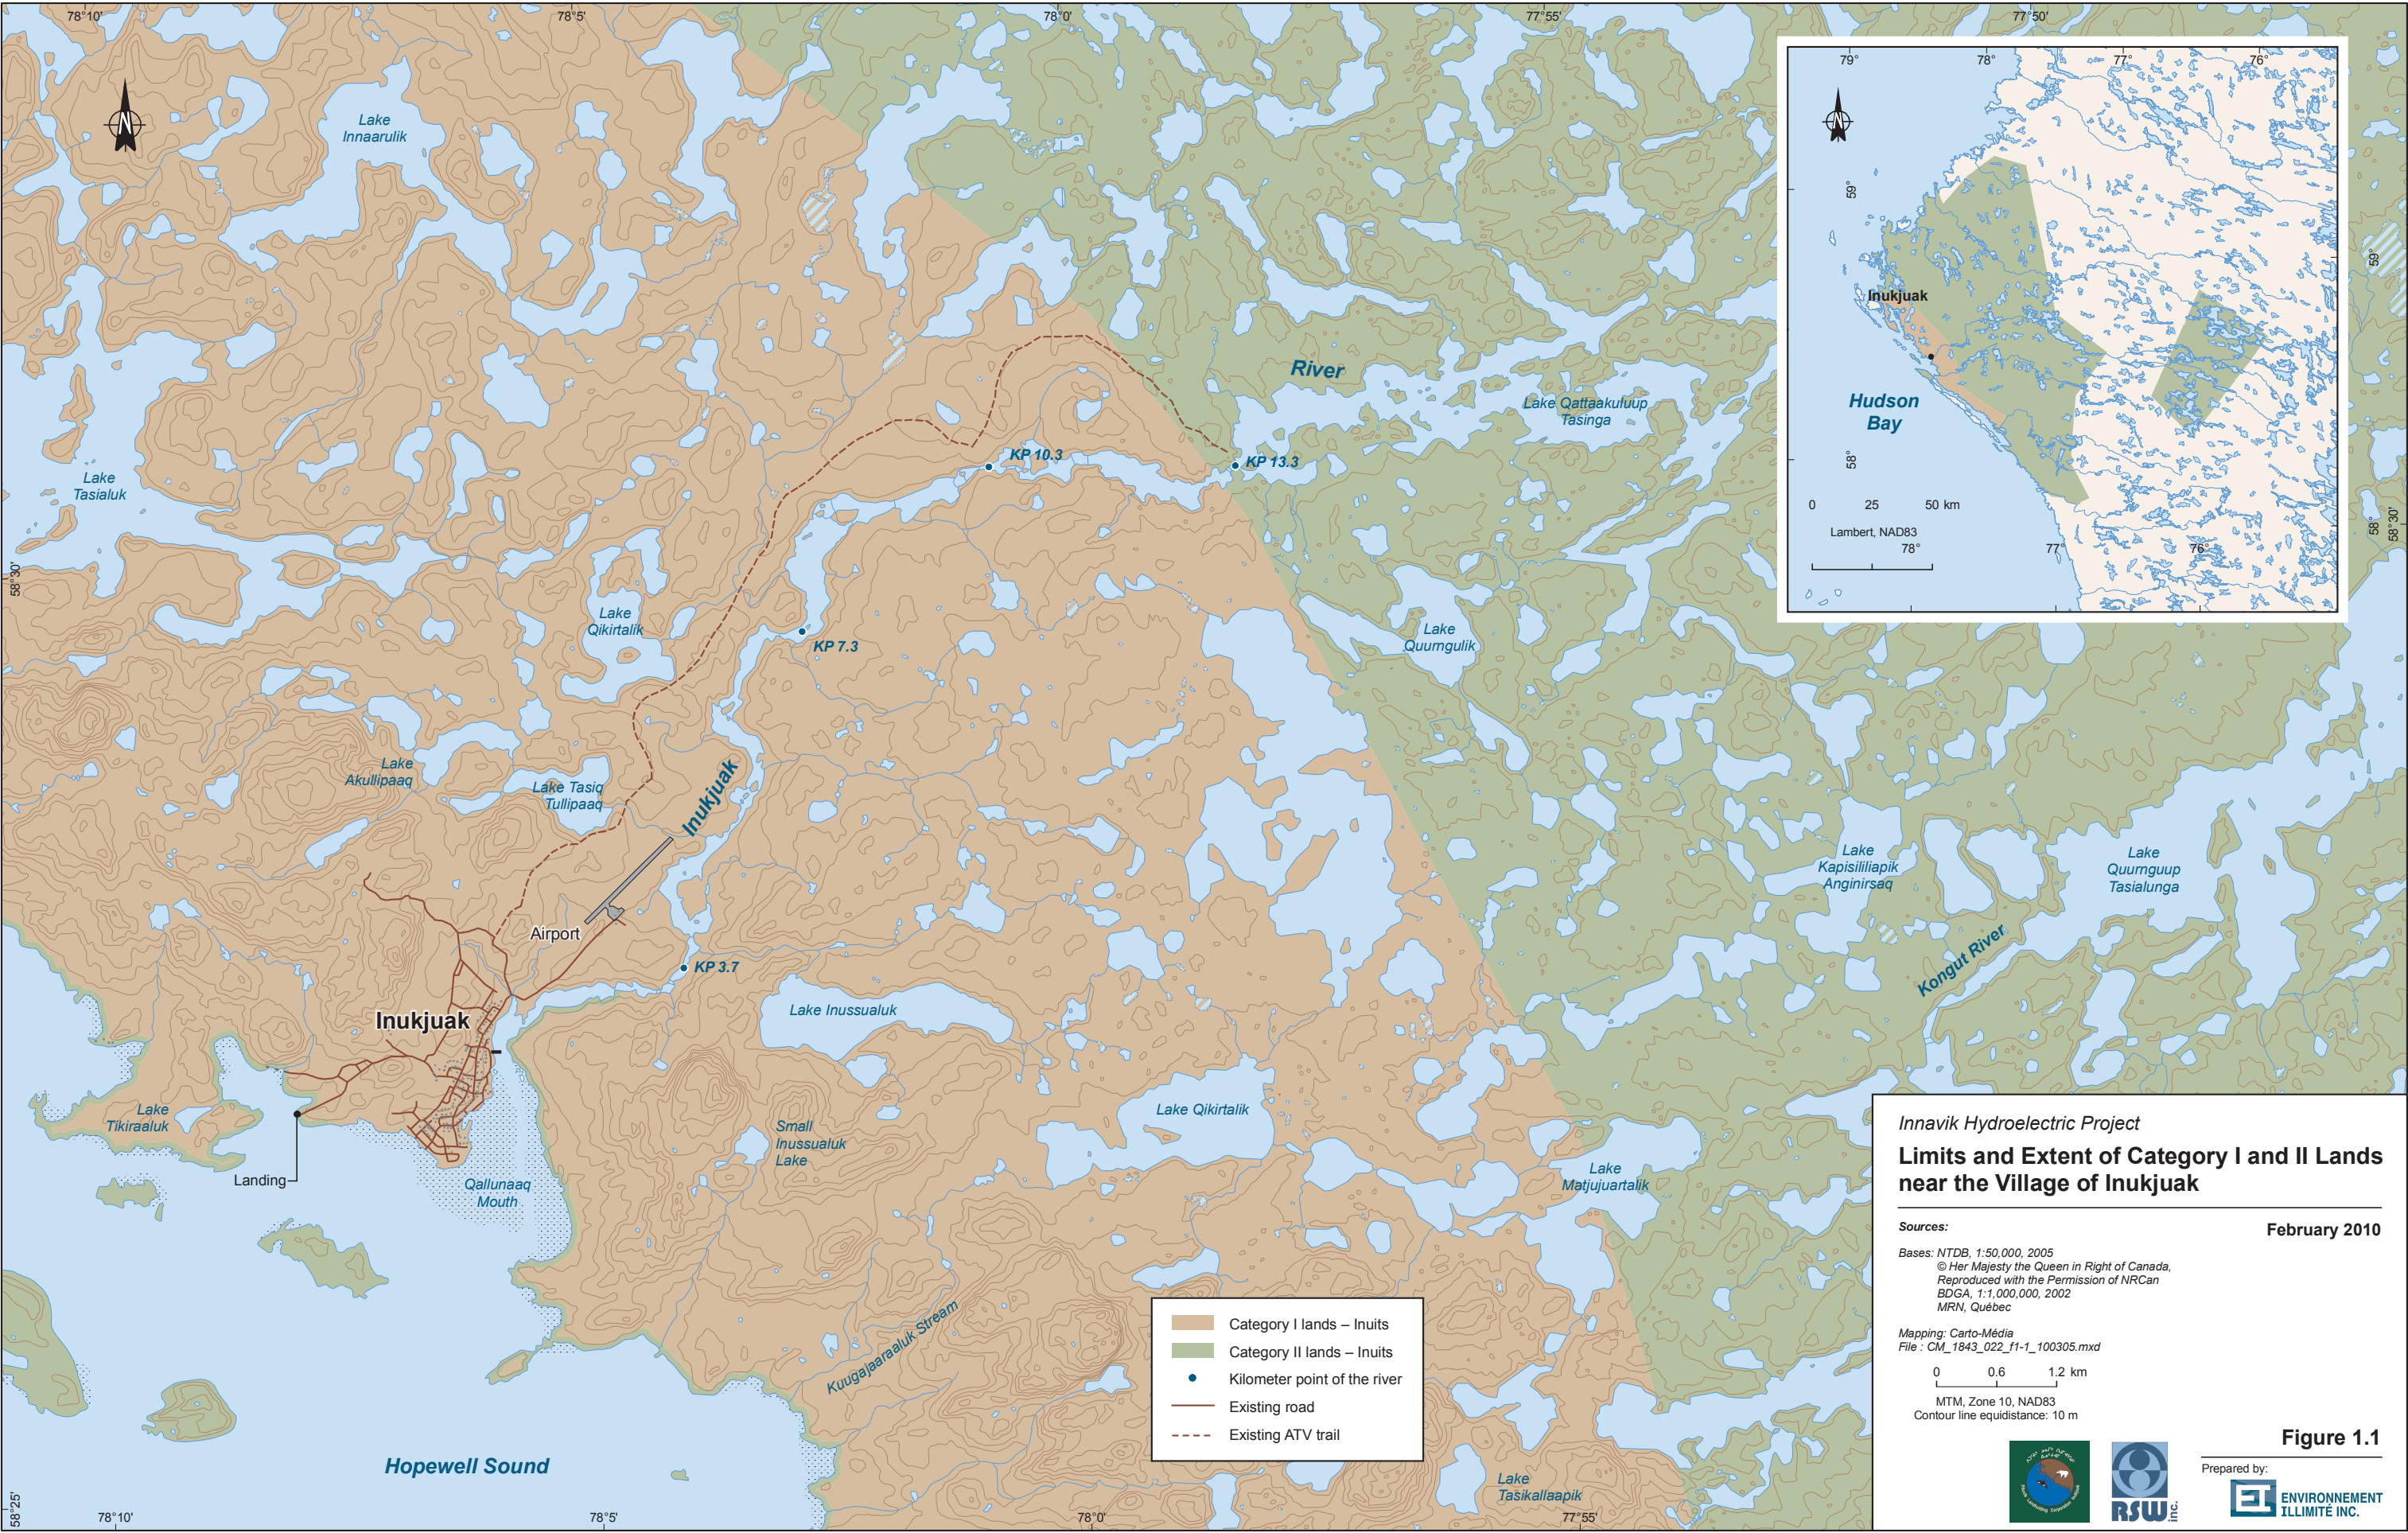 78°10'
78°5'
78°0'
77°55'
77°50'
N
Lake
Innaarulik
Lake
Tasialuk
58°30'
Lake
Qikirtalik
Lake
Akullipaaq
Lake Tasiq
Tullipaaq
Inukjuak
River
Lake Qattaakuluup
Tasinga
KP 10.3
KP 13.3
KP 7.3
KP 3.7
Lake
Quurngulik
Airport
Inukjuak
Lake Inussualuk
Lake
Kapisililiapik
Anginirsaq
Lake
Quurnguup
Tasialunga
Kongut River
Lake
Tikiraaluk
Landing
Qallunaaq
Mouth
Small
Inussualuk
Lake
Lake Qikirtalik
Lake
Matjujuartalik
Kuugajaaraaluk Stream
Hopewell Sound
Lake
Tasikallaapik
58°25'
78°10'
78°5'
78°0'
77°55'
58°30'
79°
78°
77°
76°
N
59°
59°
Inukjuak
Hudson
Bay
58°
58°
0 25 50 km
Lambert, NAD83
78°
77°
76°
Category I lands – Inuits
Category II lands – Inuits
Kilometer point of the river
Existing road
Existing ATV trail
Innavik Hydroelectric Project
Limits and Extent of Category I and II Lands
near the Village of Inukjuak
Sources:
February 2010
Bases: NTDB, 1:50,000, 2005
© Her Majesty the Queen in Right of Canada,
Reproduced with the Permission of NRCan
BDGA, 1:1,000,000, 2002
MRN, Québec
Mapping: Carto-Média
File : CM_1843_022_f1-1_100305.mxd
0 0.6 1.2 km
MTM, Zone 10, NAD83
Contour line equidistance: 10 m
Figure 1.1
Prepared by:
RSW inc.
EI ENVIRONNEMENT
ILLIMITÉ INC.